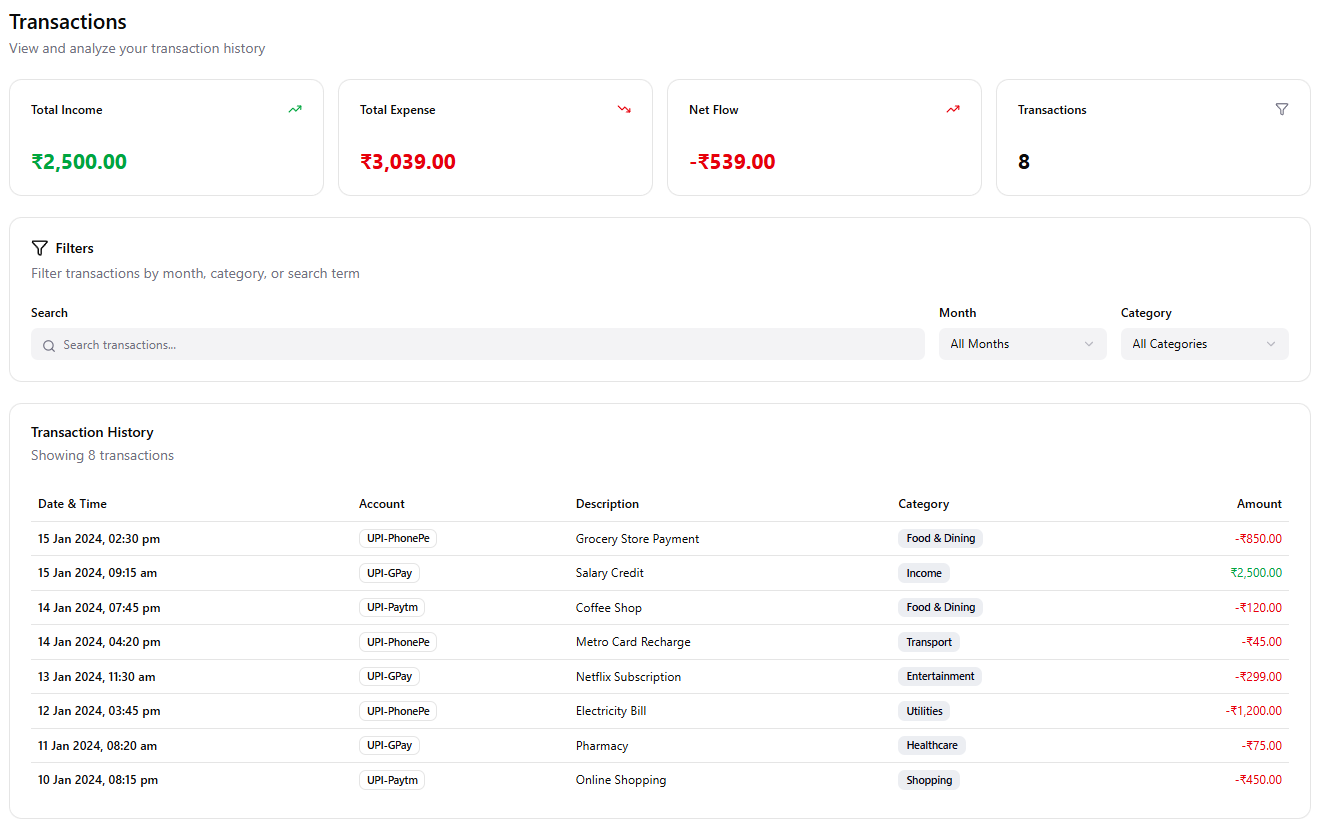 Transactions
View and analyze your transaction history
Total Income
₹2,500.00
Total Expense
₹3,039.00
Net Flow
-₹539.00
Transactions
8
Filters
Filter transactions by month, category, or search term
Search
Search transactions...
Month
All Months
Category
All Categories
Transaction History
Showing 8 transactions
Date & Time Account Description Category Amount
15 Jan 2024, 02:30 pm UPI-PhonePe Grocery Store Payment Food & Dining -₹850.00
15 Jan 2024, 09:15 am UPI-GPay Salary Credit Income ₹2,500.00
14 Jan 2024, 07:45 pm UPI-Paytm Coffee Shop Food & Dining -₹120.00
14 Jan 2024, 04:20 pm UPI-PhonePe Metro Card Recharge Transport -₹45.00
13 Jan 2024, 11:30 am UPI-GPay Netflix Subscription Entertainment -₹299.00
12 Jan 2024, 03:45 pm UPI-PhonePe Electricity Bill Utilities -₹1,200.00
11 Jan 2024, 08:20 am UPI-GPay Pharmacy Healthcare -₹75.00
10 Jan 2024, 08:15 pm UPI-Paytm Online Shopping Shopping -₹450.00